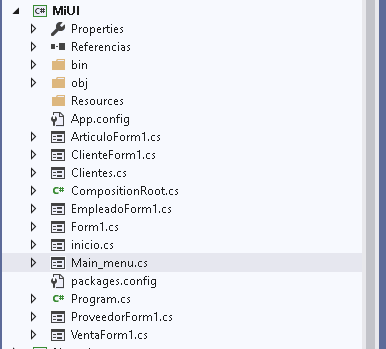 C# MiUI
Properties
Referencias
bin
obj
Resources
App.config
ArticuloForm1.cs
ClienteForm1.cs
Clientes.cs
C# CompositionRoot.cs
EmpleadoForm1.cs
Form1.cs
inicio.cs
Main_menu.cs
packages.config
C# Program.cs
ProveedorForm1.cs
VentaForm1.cs